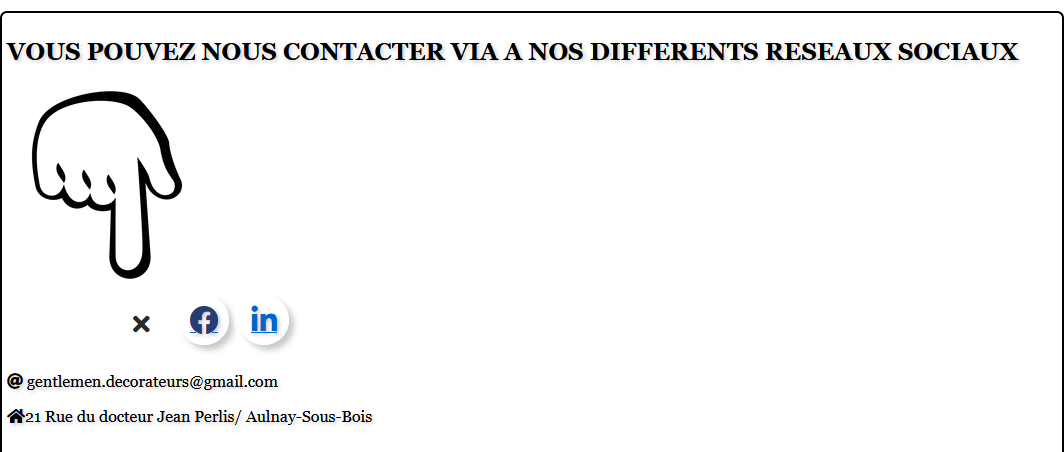 VOUS POUVEZ NOUS CONTACTER VIA A NOS DIFFERENTS RESEAUX SOCIAUX
in
@ gentlemen.decorateurs@gmail.com
21 Rue du docteur Jean Perlis/ Aulnay-Sous-Bois